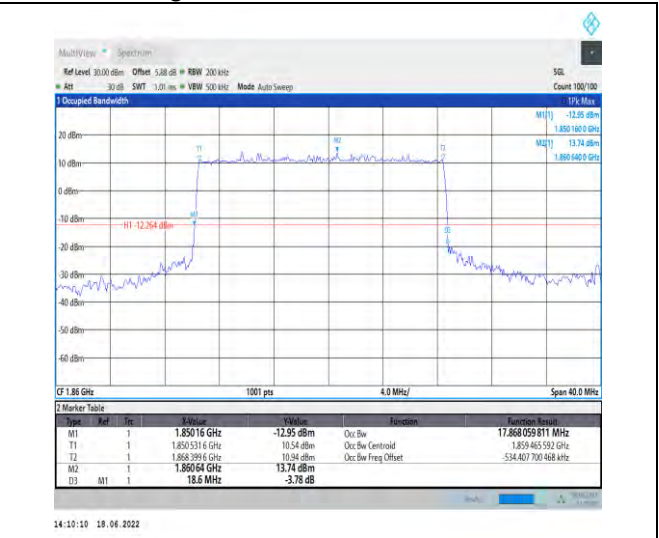 MultiView Spectrum
Ref Level 30.00 dBm Offset 5.88 dB RBW 200 kHz SGL
Att 30 dB SWT 1.01 ms VBW 500 kHz Mode Auto Sweep Count 100/100
1 Occupied Bandwidth 1Pk Max
M1[1] -12.95 dBm
1.850 160 0 GHz
M2[1] 13.74 dBm
1.860 640 0 GHz
20 dBm
T1 M2 T2
10 dBm
0 dBm
-10 dBm
M1
H1 -12.264 dBm
D3
-20 dBm
-30 dBm
-40 dBm
-50 dBm
-60 dBm
CF 1.86 GHz 1001 pts 4.0 MHz/ Span 40.0 MHz
2 Marker Table
Type Ref Trc X-Value Y-Value Function Function Result
M1 1 1.85016 GHz -12.95 dBm Occ Bw 17.868 059 811 MHz
T1 1 1.850 531 6 GHz 10.54 dBm Occ Bw Centroid 1.859 465 592 GHz
T2 1 1.868 399 6 GHz 10.94 dBm Occ Bw Freq Offset -534.407 700 468 kHz
M2 1 1.86064 GHz 13.74 dBm
D3 M1 1 18.6 MHz -3.78 dB
14:10:10 18.06.2022